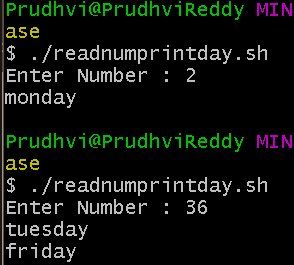 Prudhvi@PrudhviReddy MIN
ase
$ ./readnumprintday.sh
Enter Number : 2
monday
Prudhvi@PrudhviReddy MIN
ase
$ ./readnumprintday.sh
Enter Number : 36
tuesday
friday